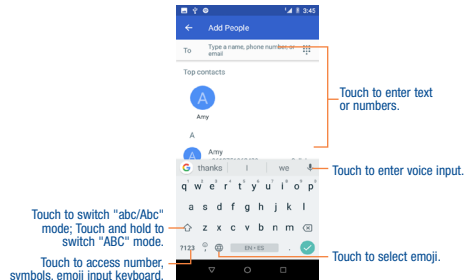 3:45
Add People
To
Type a name, phone number, or
email
Top contacts
A
Amy
A
A
Amy
G thanks I we
q w e r t y u i o p
a s d f g h j k l
z x c v b n m
?123 , EN • ES .
Touch to enter text
or numbers.
Touch to enter voice input.
Touch to select emoji.
Touch to switch "abc/Abc"
mode; Touch and hold to
switch "ABC" mode.
Touch to access number,
symbols, emoji input keyboard.